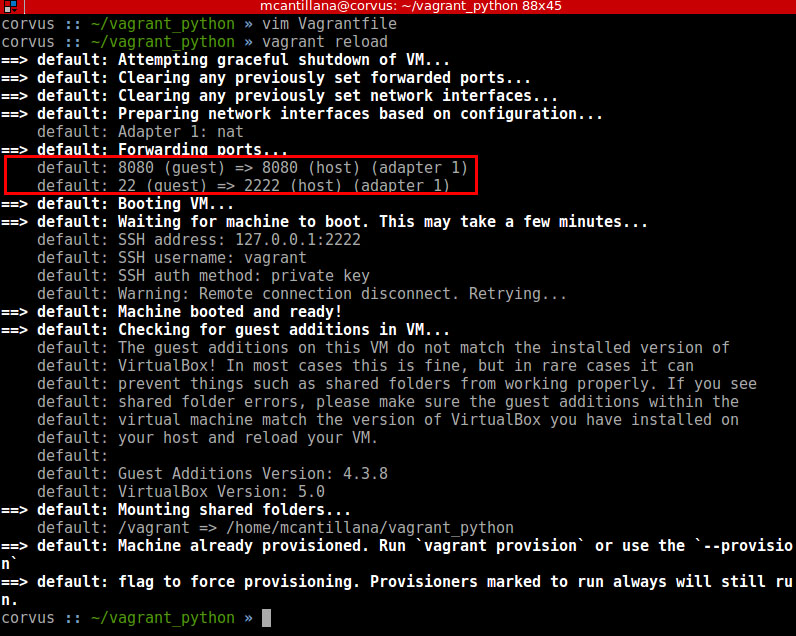 mcantillana@corvus: ~/vagrant_python 88x45
corvus :: ~/vagrant_python » vim Vagrantfile
corvus :: ~/vagrant_python » vagrant reload
==> default: Attempting graceful shutdown of VM...
==> default: Clearing any previously set forwarded ports...
==> default: Clearing any previously set network interfaces...
==> default: Preparing network interfaces based on configuration...
    default: Adapter 1: nat
==> default: Forwarding ports...
    default: 8080 (guest) => 8080 (host) (adapter 1)
    default: 22 (guest) => 2222 (host) (adapter 1)
==> default: Booting VM...
==> default: Waiting for machine to boot. This may take a few minutes...
    default: SSH address: 127.0.0.1:2222
    default: SSH username: vagrant
    default: SSH auth method: private key
    default: Warning: Remote connection disconnect. Retrying...
==> default: Machine booted and ready!
==> default: Checking for guest additions in VM...
    default: The guest additions on this VM do not match the installed version of
    default: VirtualBox! In most cases this is fine, but in rare cases it can
    default: prevent things such as shared folders from working properly. If you see
    default: shared folder errors, please make sure the guest additions within the
    default: virtual machine match the version of VirtualBox you have installed on
    default: your host and reload your VM.
    default:
    default: Guest Additions Version: 4.3.8
    default: VirtualBox Version: 5.0
==> default: Mounting shared folders...
    default: /vagrant => /home/mcantillana/vagrant_python
==> default: Machine already provisioned. Run `vagrant provision` or use the `--provisio
n`
==> default: flag to force provisioning. Provisioners marked to run always will still ru
n.
corvus :: ~/vagrant_python »